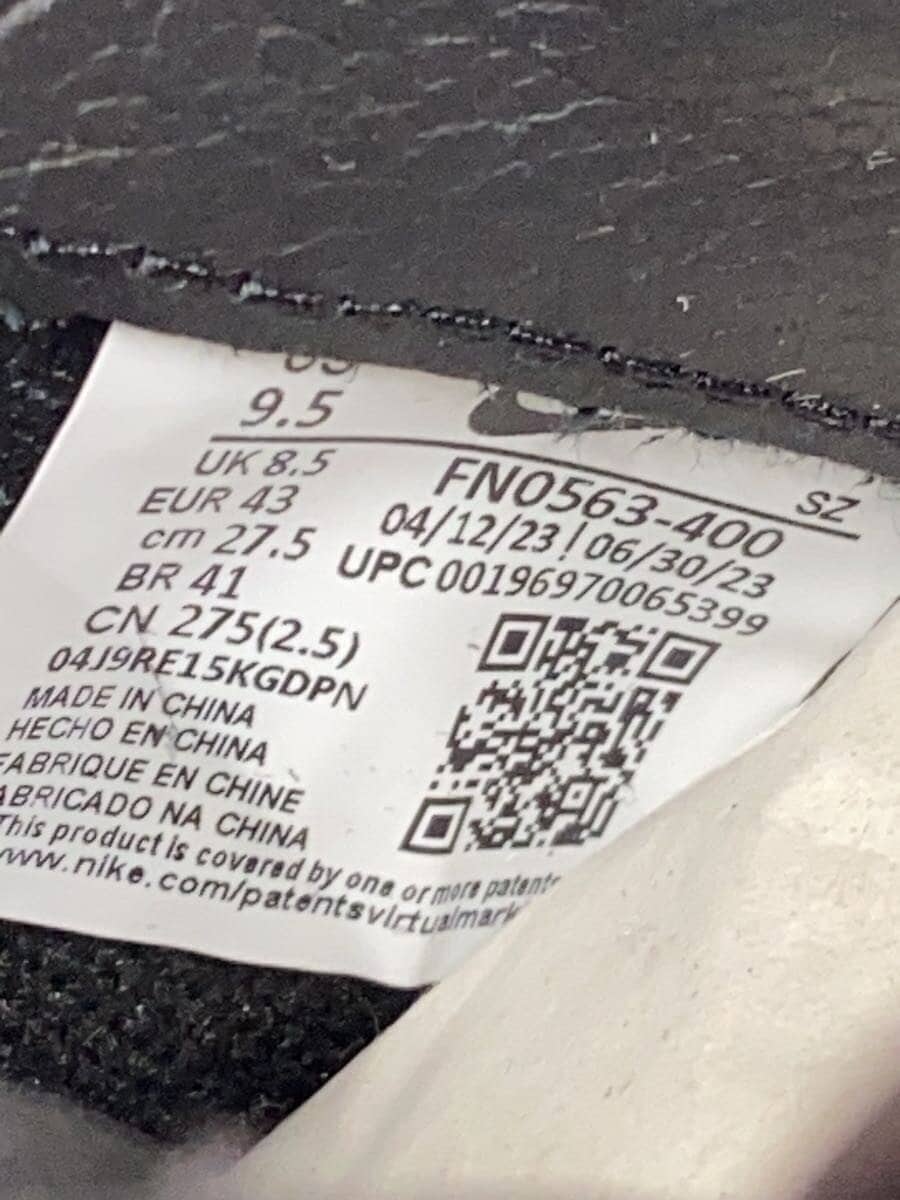 9.5
UK 8.5
EUR 43
cm 27.5
BR 41
CN 275(2.5)
04J9RE15KGDPN
SZ
FN0563-400
04/12/23 | 06/30/23
UPC 00196970065399
MADE IN CHINA
HECHO EN CHINA
FABRIQUE EN CHINE
ABRICADO NA CHINA
This product is covered by one or more patents
www.nike.com/patentsvirtualmark